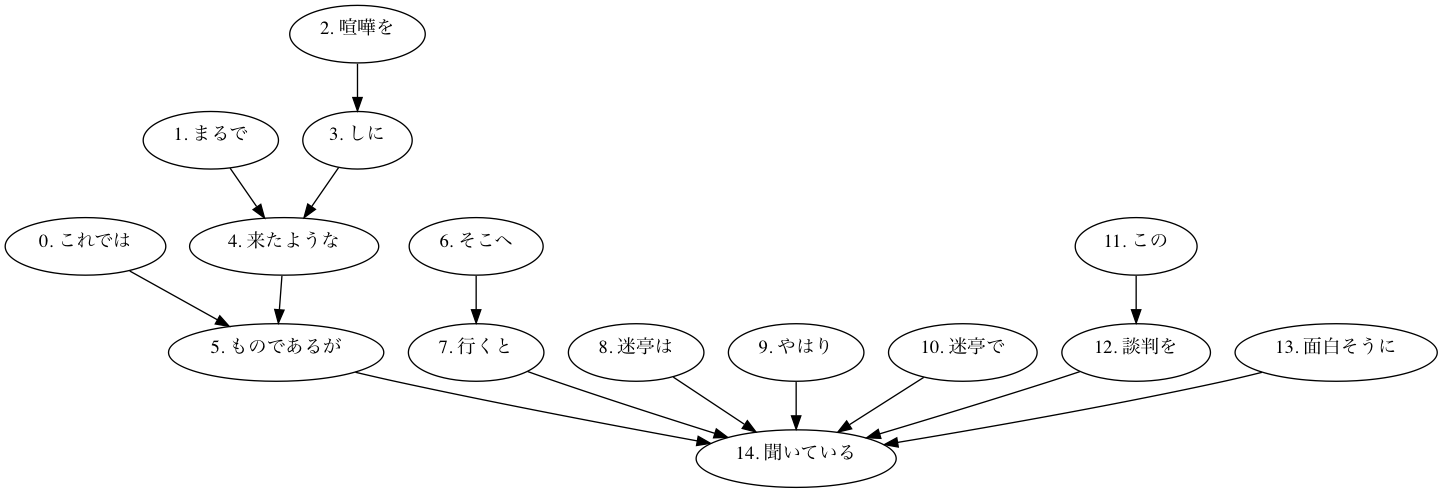 2. 喧嘩を
1. まるで
3. しに
0. これでは
4. 来たような
6. そこへ
11. この
5. ものであるが
7. 行くと
8. 迷亭は
9. やはり
10. 迷亭で
12. 談判を
13. 面白そうに
14. 聞いている